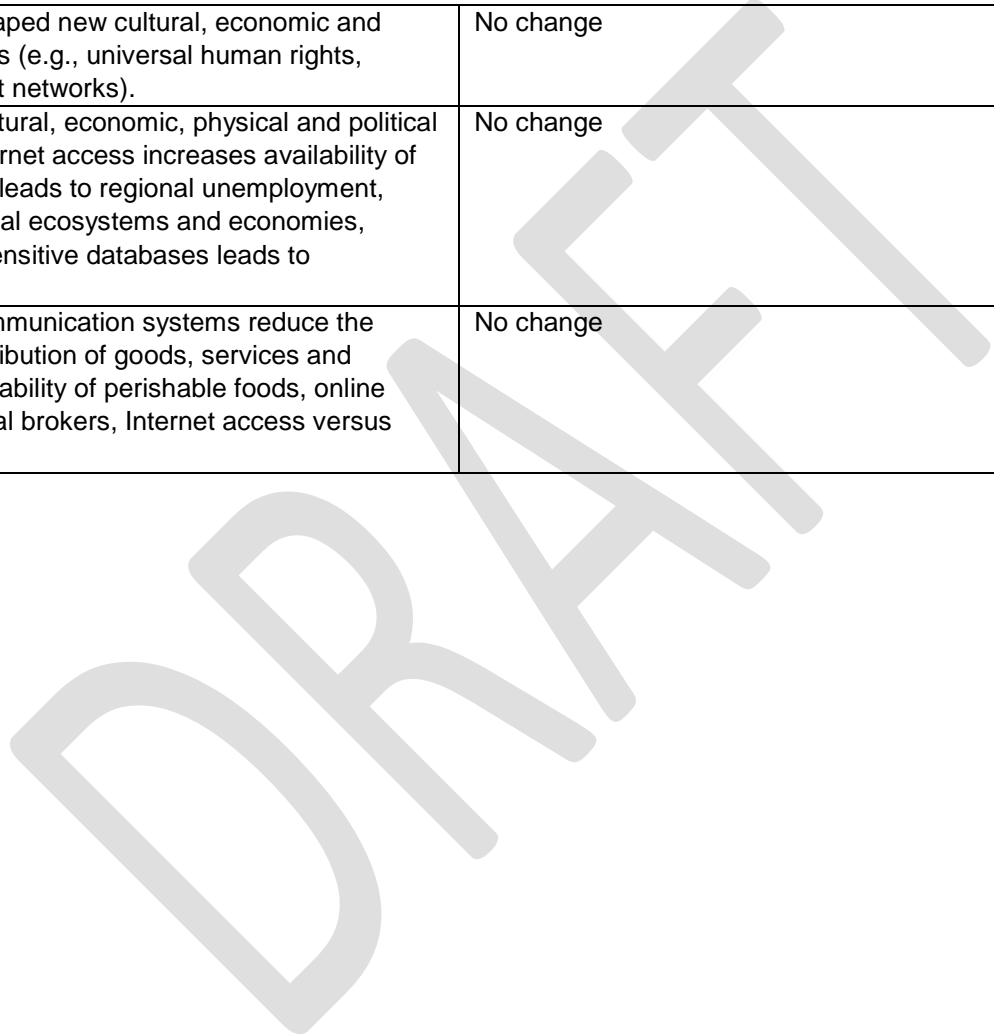 aped new cultural, economic and
s (e.g., universal human rights,
t networks).
No change
tural, economic, physical and political
rnet access increases availability of
leads to regional unemployment,
al ecosystems and economies,
ensitive databases leads to
No change
mmunication systems reduce the
ribution of goods, services and
ability of perishable foods, online
al brokers, Internet access versus
No change
DRAFT